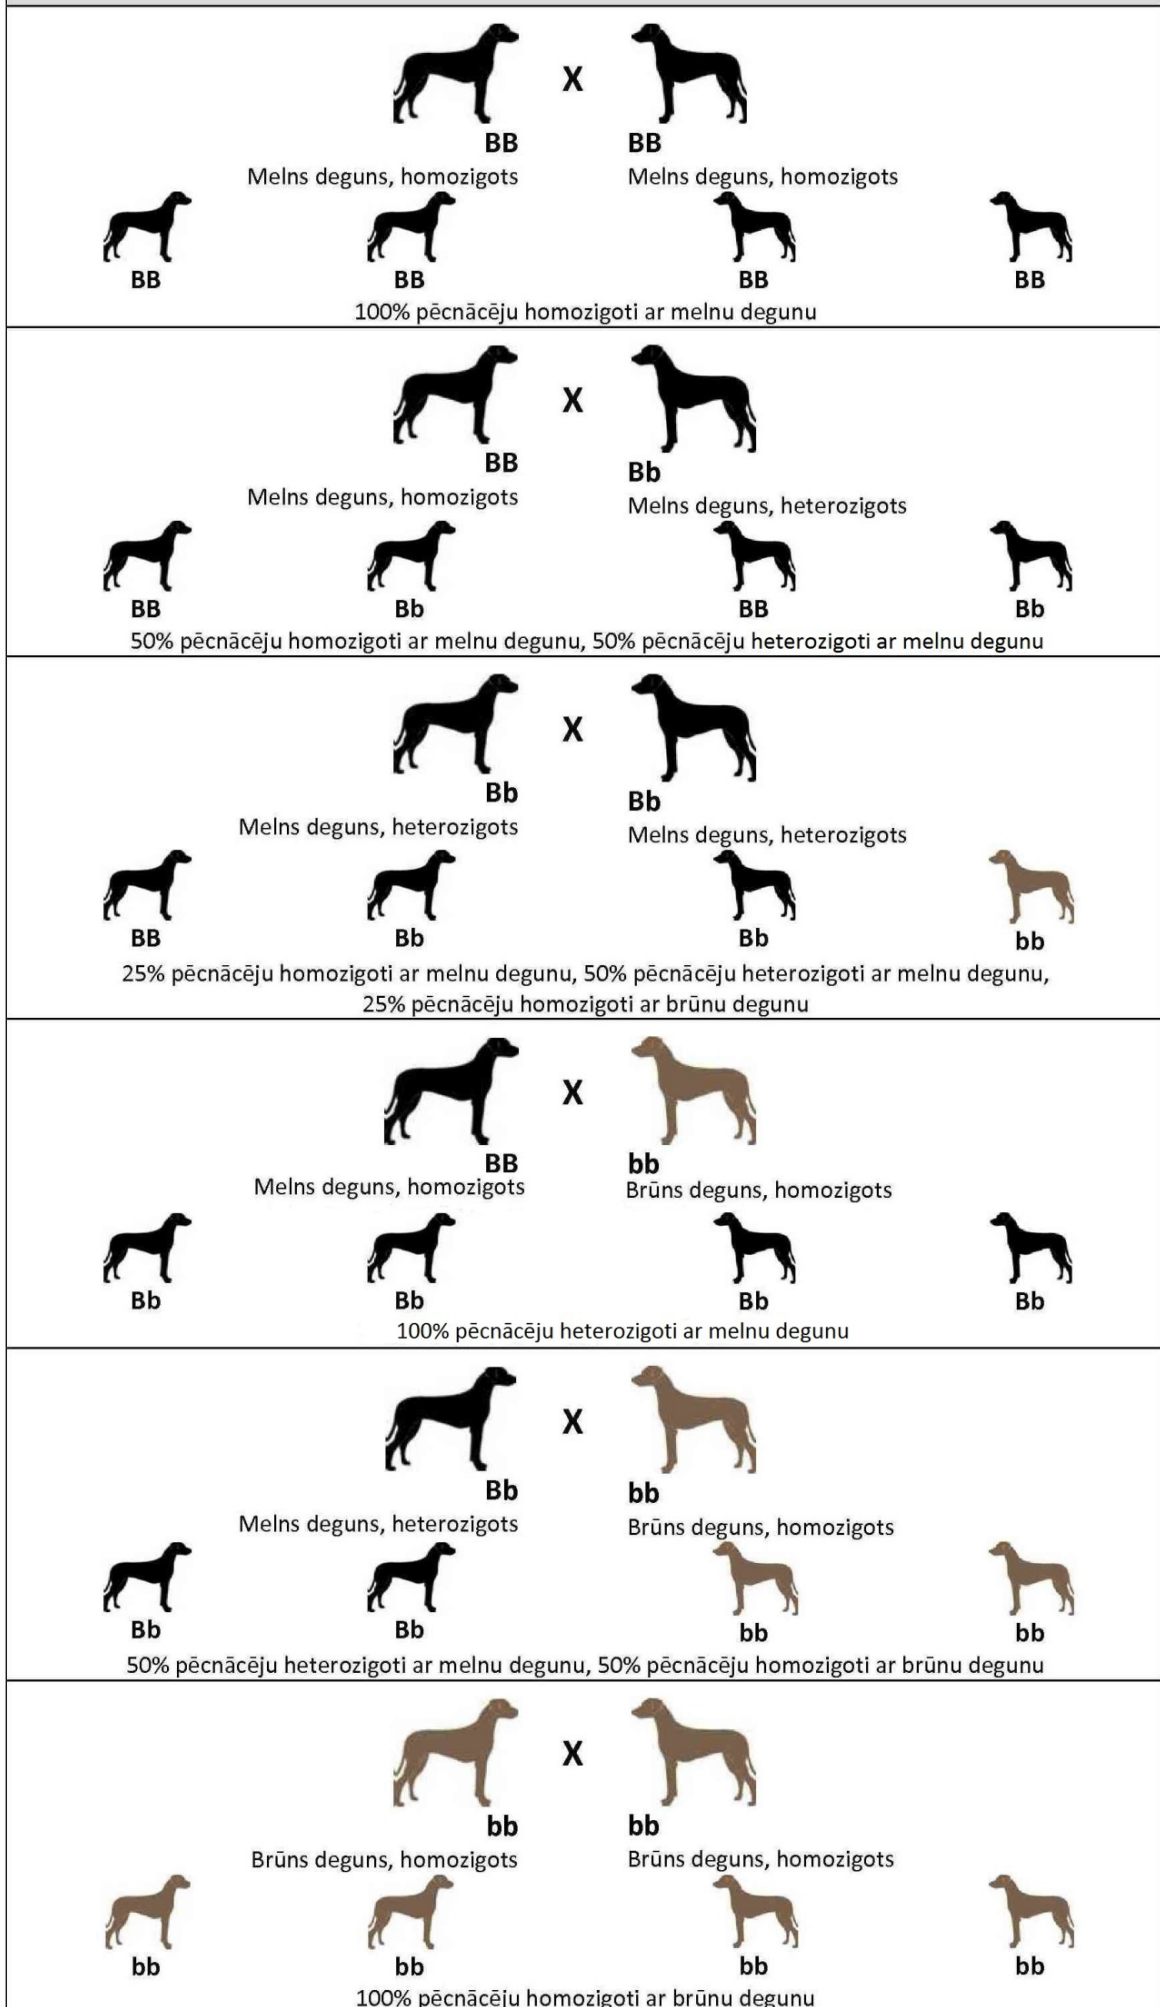 X
BB BB
Melns deguns, homozigots Melns deguns, homozigots
BB BB BB BB
100% pēcnācēju homozigoti ar melnu degunu
X
BB Bb
Melns deguns, homozigots Melns deguns, heterozigots
BB Bb BB Bb
50% pēcnācēju homozigoti ar melnu degunu, 50% pēcnācēju heterozigoti ar melnu degunu
X
Bb Bb
Melns deguns, heterozigots Melns deguns, heterozigots
BB Bb Bb bb
25% pēcnācēju homozigoti ar melnu degunu, 50% pēcnācēju heterozigoti ar melnu degunu,
25% pēcnācēju homozigoti ar brūnu degunu
X
BB bb
Melns deguns, homozigots Brūns deguns, homozigots
Bb Bb Bb Bb
100% pēcnācēju heterozigoti ar melnu degunu
X
Bb bb
Melns deguns, heterozigots Brūns deguns, homozigots
Bb Bb bb bb
50% pēcnācēju heterozigoti ar melnu degunu, 50% pēcnācēju homozigoti ar brūnu degunu
X
bb bb
Brūns deguns, homozigots Brūns deguns, homozigots
bb bb bb bb
100% pēcnācēju homozigoti ar brūnu degunu